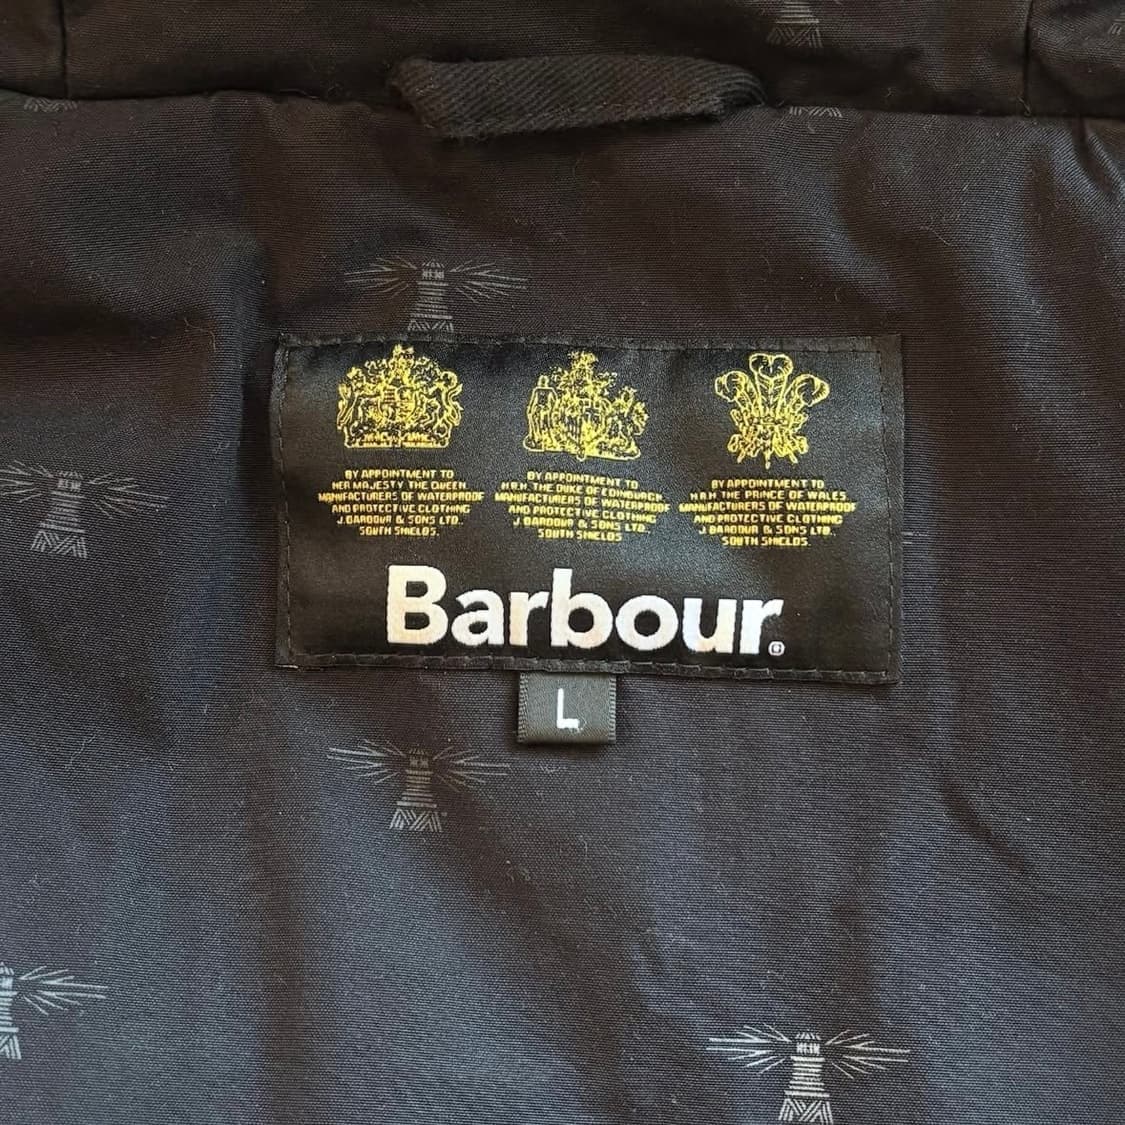 BY APPOINTMENT TO
HER MAJESTY THE QUEEN
MANUFACTURERS OF WATERPROOF
AND PROTECTIVE CLOTHING
J. BARBOUR & SONS LTD.
SOUTH SHIELDS.
BY APPOINTMENT TO
H.R.H. THE DUKE OF EDINBURGH
MANUFACTURERS OF WATERPROOF
AND PROTECTIVE CLOTHING
J. BARBOUR & SONS LTD.
SOUTH SHIELDS
BY APPOINTMENT TO
H.R.H THE PRINCE OF WALES
MANUFACTURERS OF WATERPROOF
AND PROTECTIVE CLOTHING
J BARBOUR & SONS LTD.
SOUTH SHIELDS.
Barbour®
L